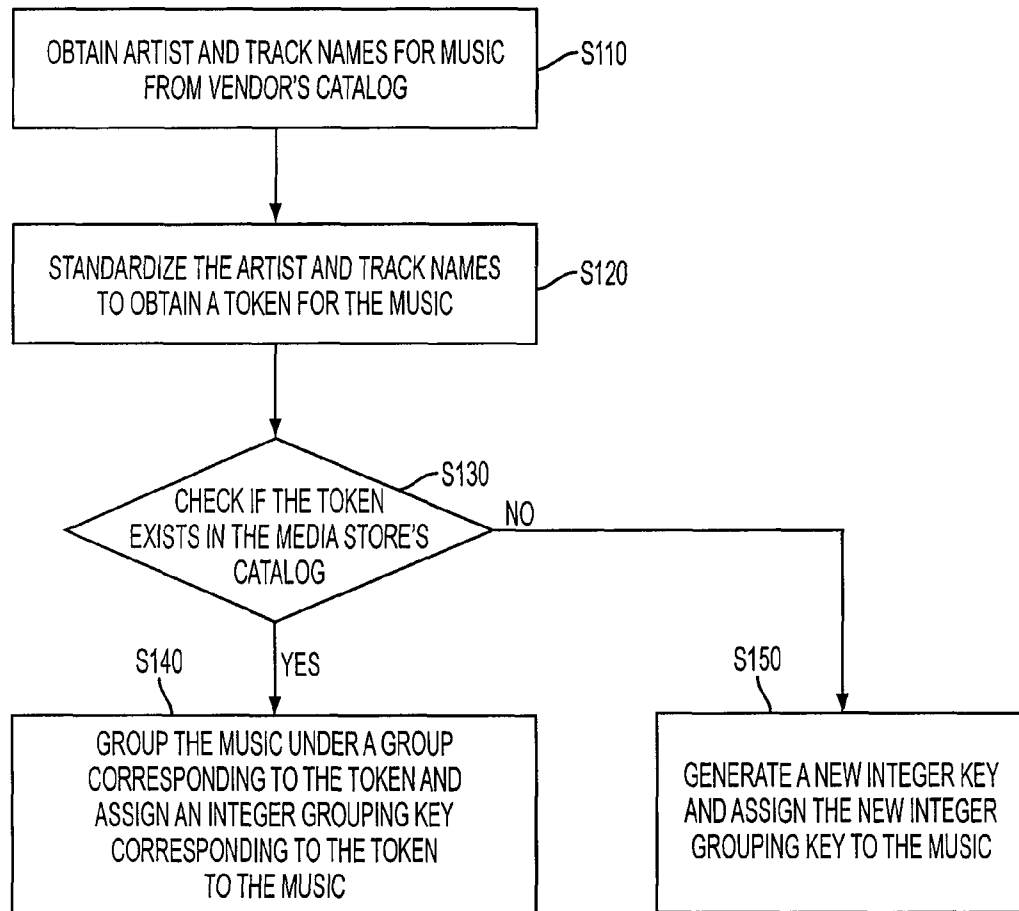 OBTAIN ARTIST AND TRACK NAMES FOR MUSIC
FROM VENDOR'S CATALOG
S110
STANDARDIZE THE ARTIST AND TRACK NAMES
TO OBTAIN A TOKEN FOR THE MUSIC
S120
S130
CHECK IF THE TOKEN
EXISTS IN THE MEDIA STORE'S
CATALOG
NO
YES
S140
GROUP THE MUSIC UNDER A GROUP
CORRESPONDING TO THE TOKEN AND
ASSIGN AN INTEGER GROUPING KEY
CORRESPONDING TO THE TOKEN
TO THE MUSIC
S150
GENERATE A NEW INTEGER KEY
AND ASSIGN THE NEW INTEGER
GROUPING KEY TO THE MUSIC